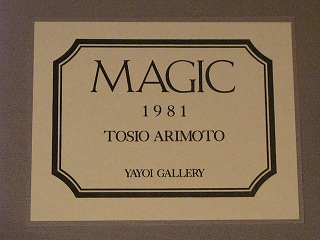 MAGIC
1981
TOSIO ARIMOTO
YAYOI GALLERY